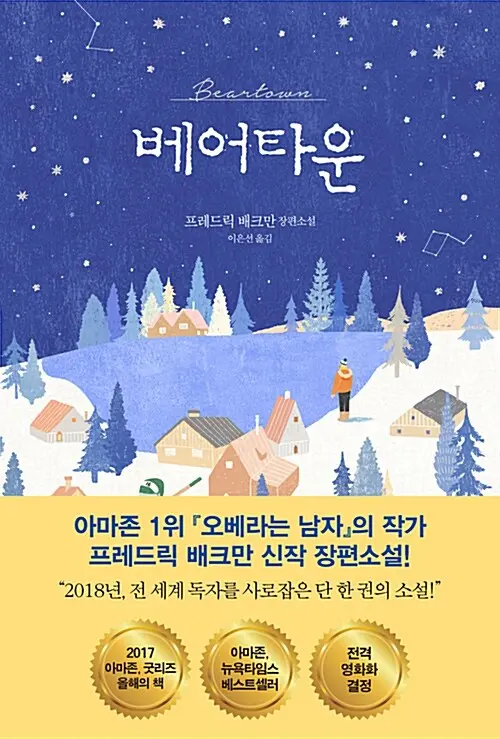 Beartown
베어타운
프레드릭 배크만 장편소설
이은선 옮김
아마존 1위 『오베라는 남자』의 작가
프레드릭 배크만 신작 장편소설!
“2018년, 전 세계 독자를 사로잡은 단 한 권의 소설!”
2017
아마존, 굿리즈
올해의 책
아마존,
뉴욕타임스
베스트셀러
전격
영화화
결정